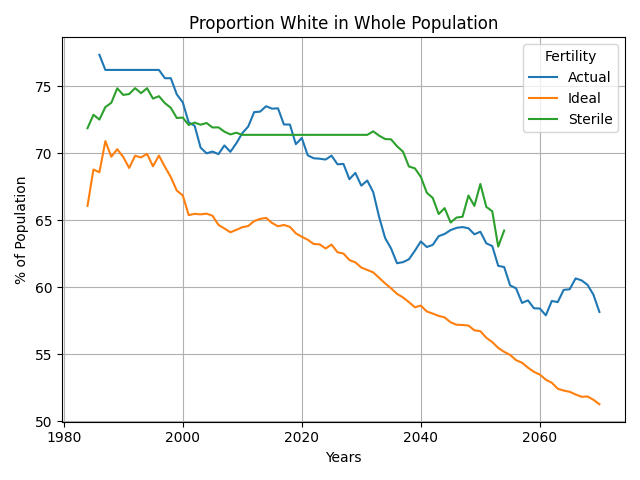 Proportion White in Whole Population
Fertility
Actual
Ideal
Sterile
% of Population
75
70
65
60
55
50
1980
2000
2020
2040
2060
Years